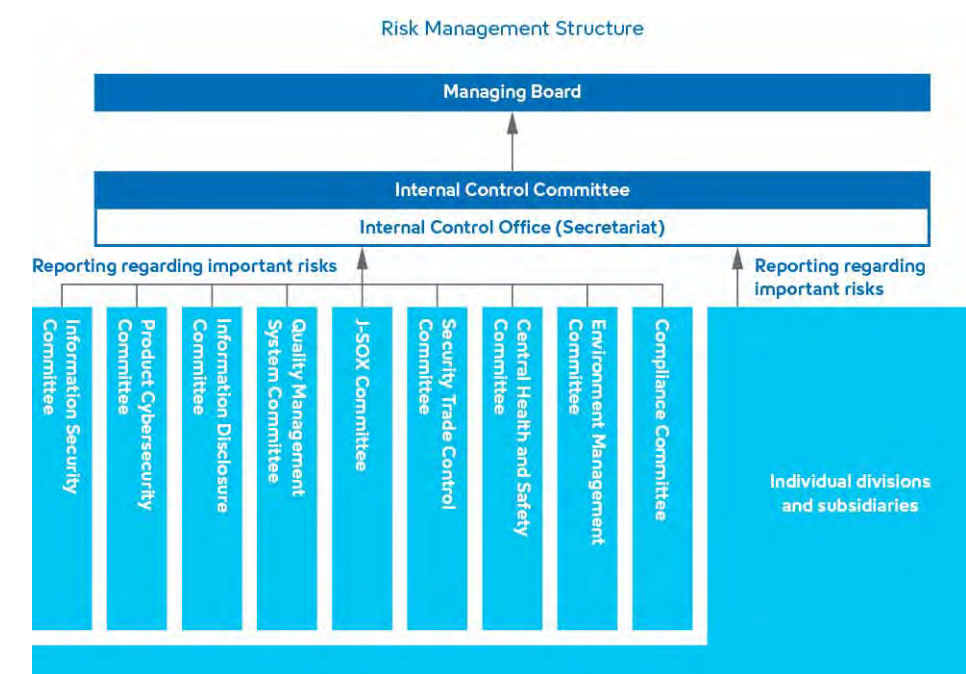 Risk Management Structure
Managing Board
Internal Control Committee
Internal Control Office (Secretariat)
Reporting regarding important risks
Reporting regarding
important risks
Information Security
Committee
Product Cybersecurity
Committee
Information Disclosure
Committee
Quality Management
System Committee
J-SOX Committee
Security Trade Control
Committee
Central Health and Safety
Committee
Environment Management
Committee
Compliance Committee
Individual divisions
and subsidiaries